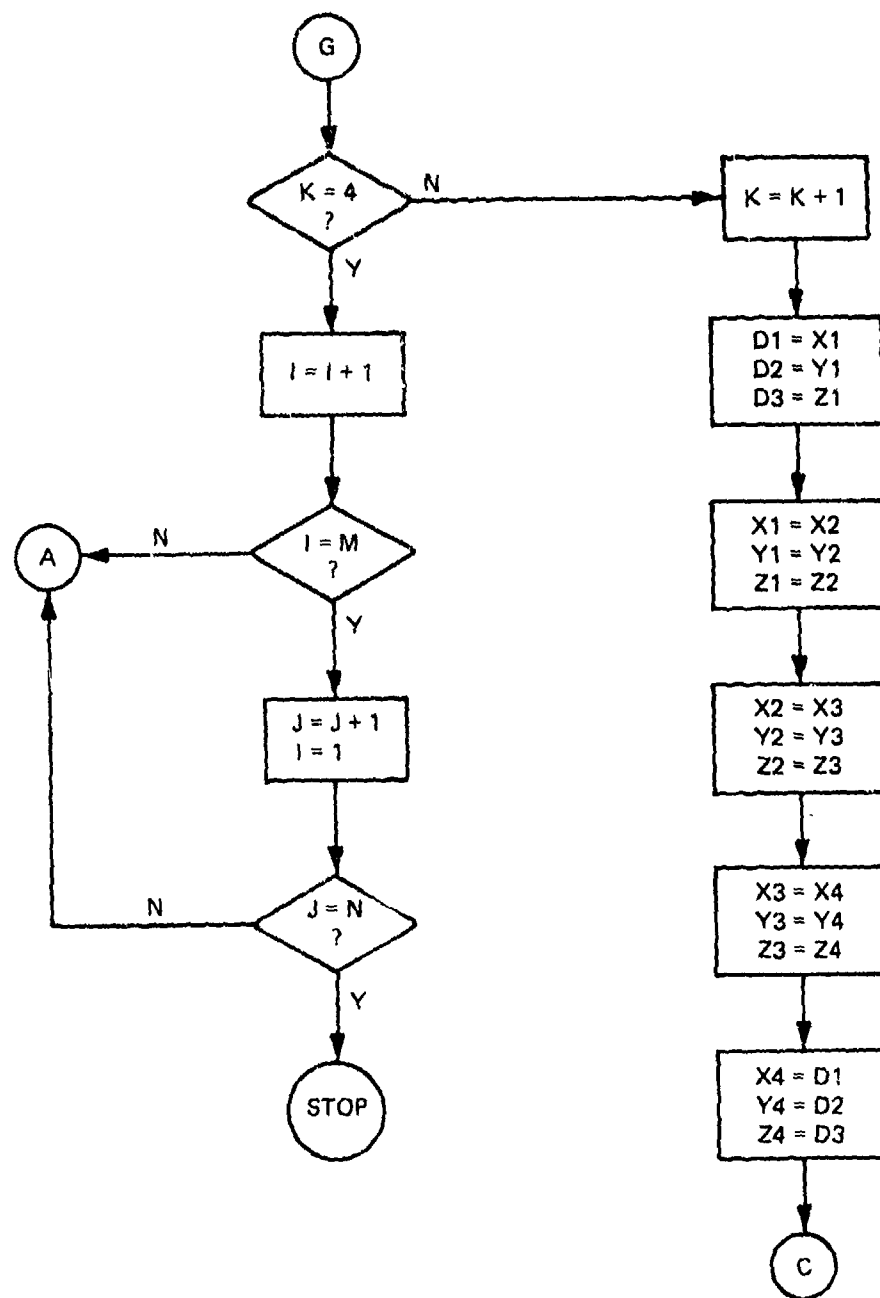 G
K = 4
?
N
Y
K = K + 1
I = I + 1
D1 = X1
D2 = Y1
D3 = Z1
I = M
?
N
A
Y
X1 = X2
Y1 = Y2
Z1 = Z2
J = J + 1
I = 1
X2 = X3
Y2 = Y3
Z2 = Z3
J = N
?
N
Y
X3 = X4
Y3 = Y4
Z3 = Z4
STOP
X4 = D1
Y4 = D2
Z4 = D3
C